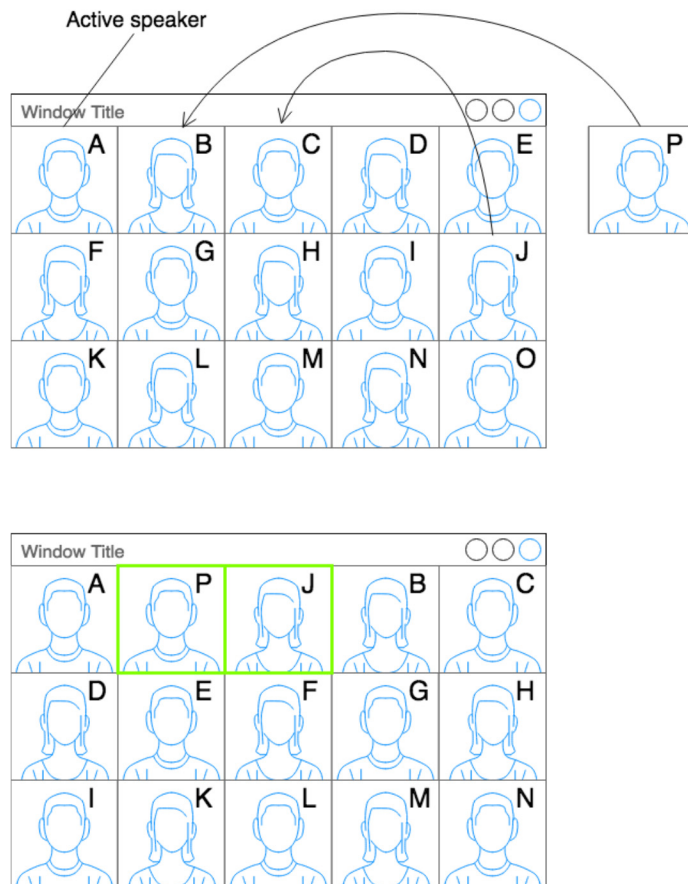 Active speaker
Window Title
A B C D E P
F G H I J
K L M N O
Window Title
A P J B C
D E F G H
I K L M N